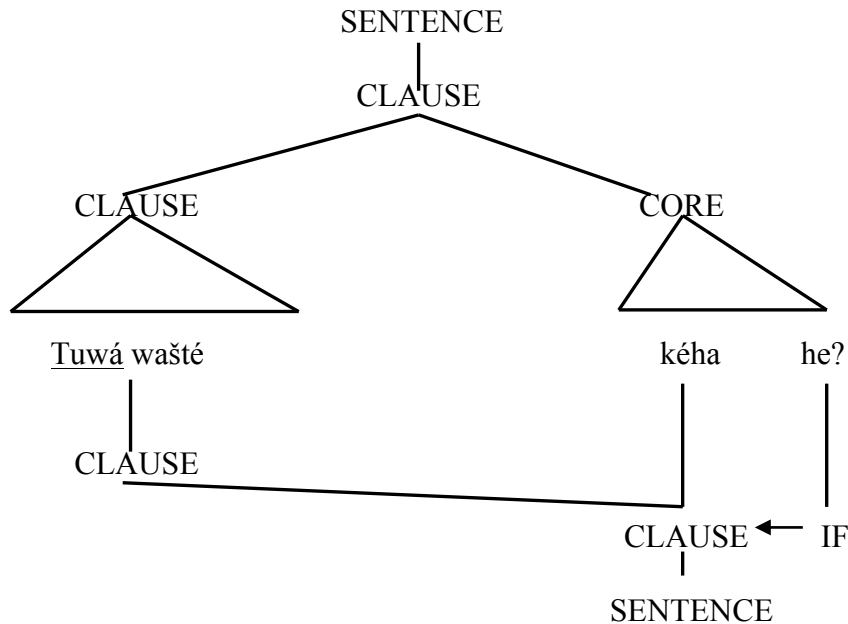 SENTENCE
CLAUSE
CLAUSE CORE
Tuwá wašté kéha he?
CLAUSE
CLAUSE IF
SENTENCE